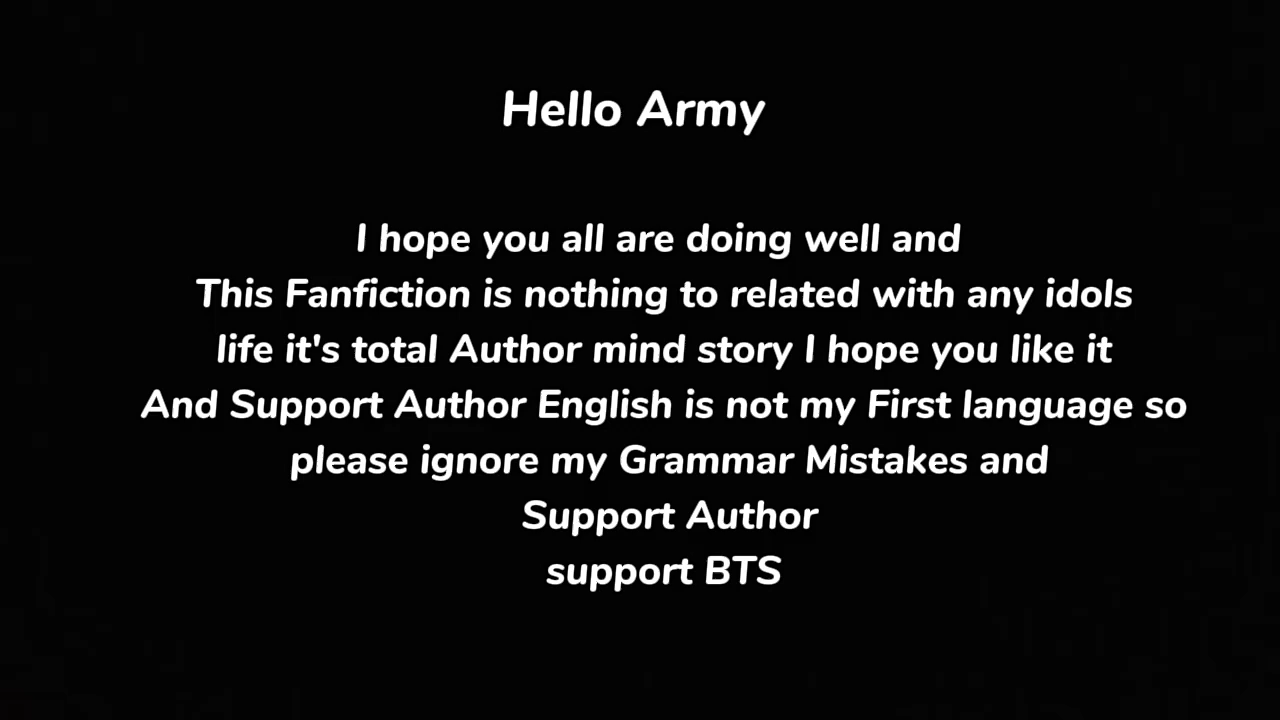 Hello Army
I hope you all are doing well and
This Fanfiction is nothing to related with any idols
life it's total Author mind story I hope you like it
And Support Author English is not my First language so
please ignore my Grammar Mistakes and
Support Author
support BTS